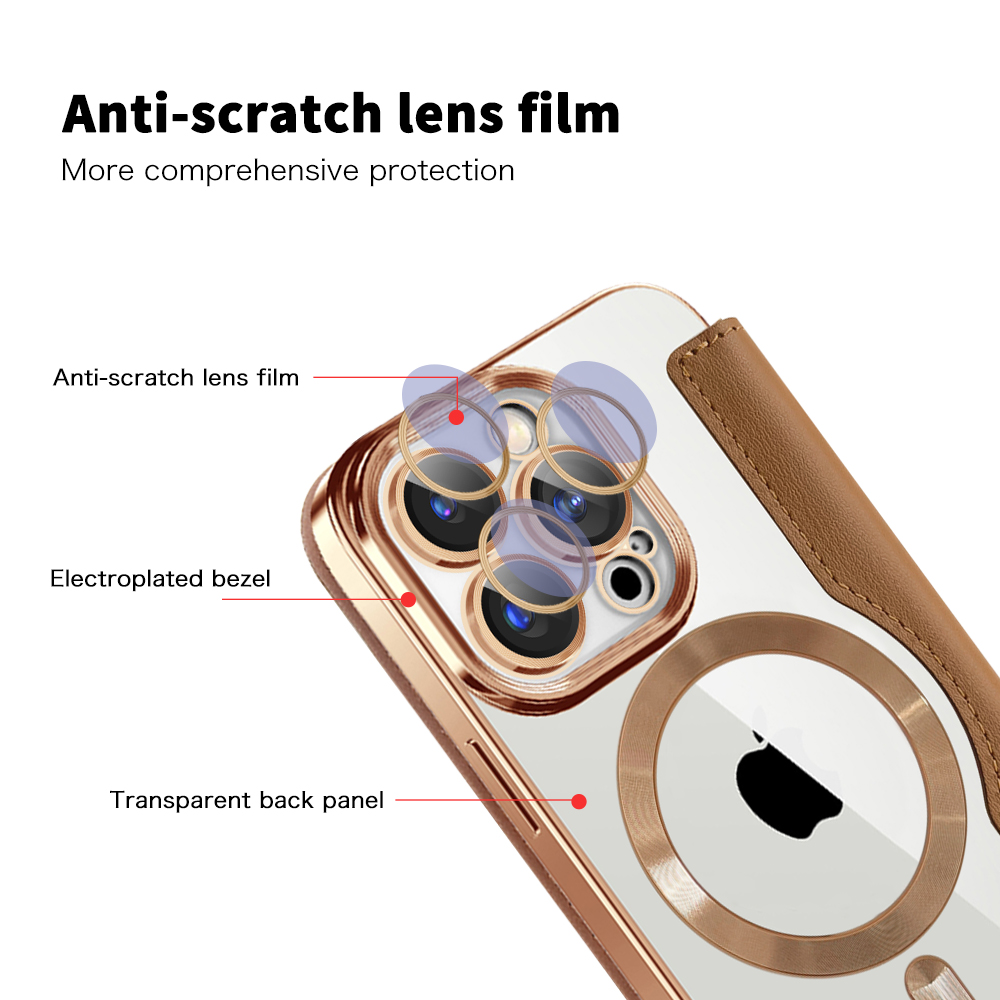 Anti-scratch lens film
More comprehensive protection
Anti-scratch lens film
Electroplated bezel
Transparent back panel